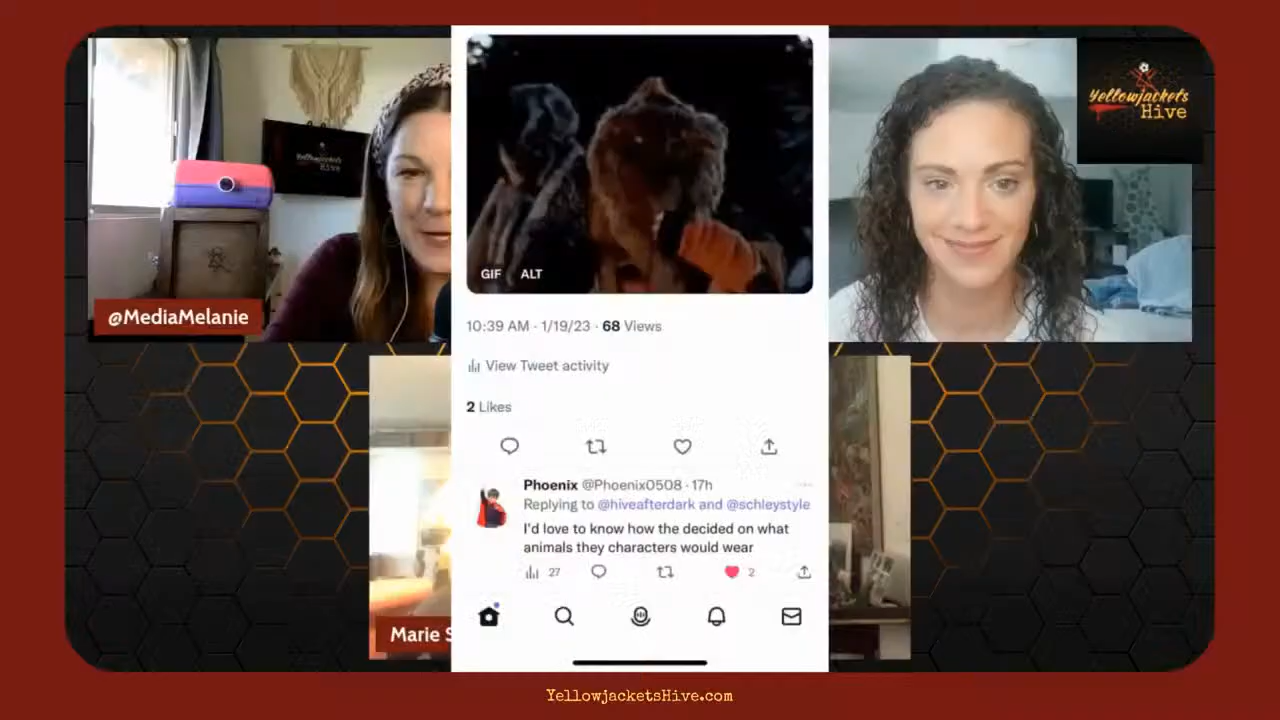 Yellowjackets
Hive
@MediaMelanie
GIF ALT
10:39 AM · 1/19/23 · 68 Views
View Tweet activity
2 Likes
Phoenix @Phoenix0508 · 17h
Replying to @hiveafterdark and @schleystyle
I'd love to know how the decided on what
animals they characters would wear
27 2
Marie S
YellowjacketsHive.com